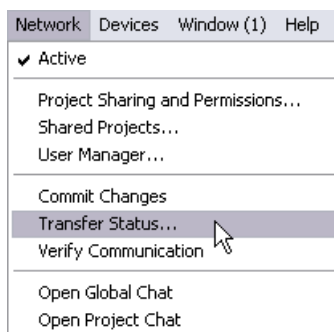 Network Devices Window (1) Help
Active
Project Sharing and Permissions...
Shared Projects...
User Manager...
Commit Changes
Transfer Status...
Verify Communication
Open Global Chat
Open Project Chat